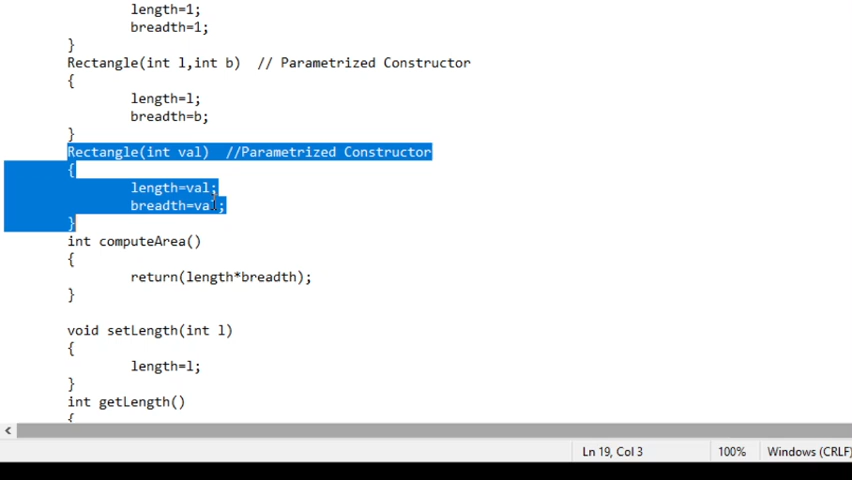 length=1;
breadth=1;
}
Rectangle(int l,int b)  // Parametrized Constructor
{
length=l;
breadth=b;
}
Rectangle(int val)  //Parametrized Constructor
{
length=val;
breadth=val;
}
int computeArea()
{
return(length*breadth);
}
void setLength(int l)
{
length=l;
}
int getLength()
{
Ln 19, Col 3
100%
Windows (CRLF)